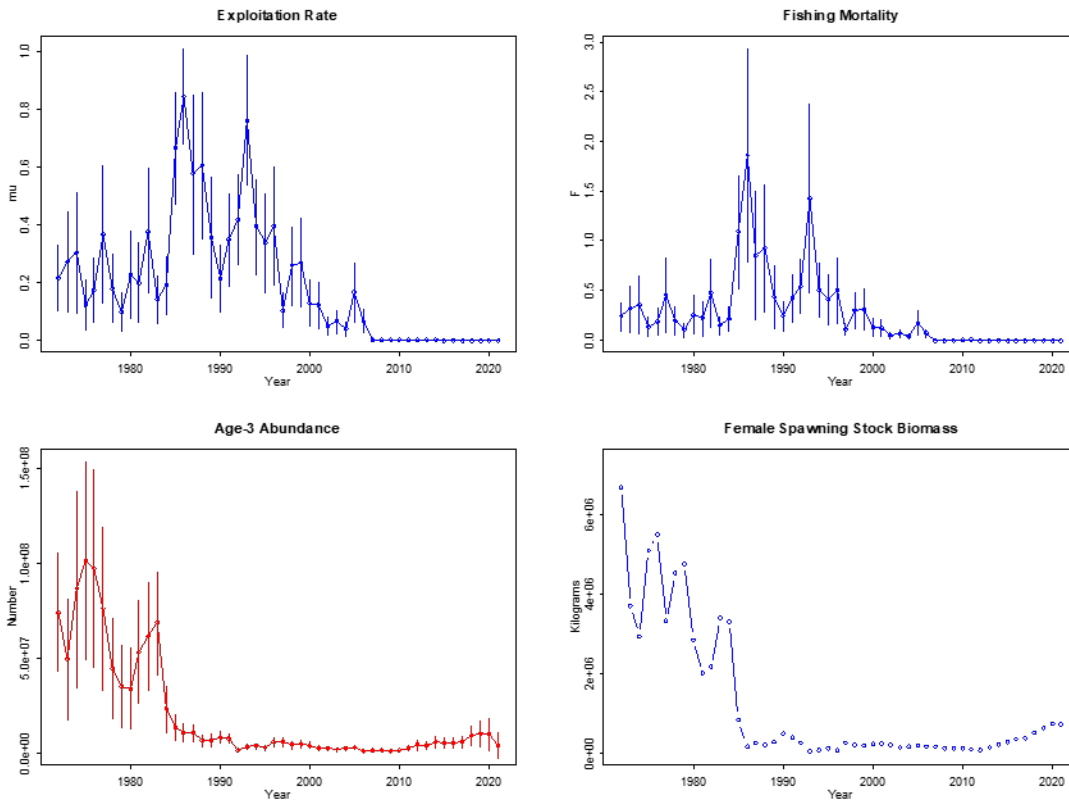 Exploitation Rate
mu
0.0 0.2 0.4 0.6 0.8 1.0
1980 1990 2000 2010 2020
Year
Fishing Mortality
F
0.0 0.5 1.0 1.5 2.0 2.5 3.0
1980 1990 2000 2010 2020
Year
Age-3 Abundance
Number
0.0e+00 5.0e+07 1.0e+08 1.5e+08
1980 1990 2000 2010 2020
Year
Female Spawning Stock Biomass
Kilograms
0e+00 2e+06 4e+06 6e+06
1980 1990 2000 2010 2020
Year